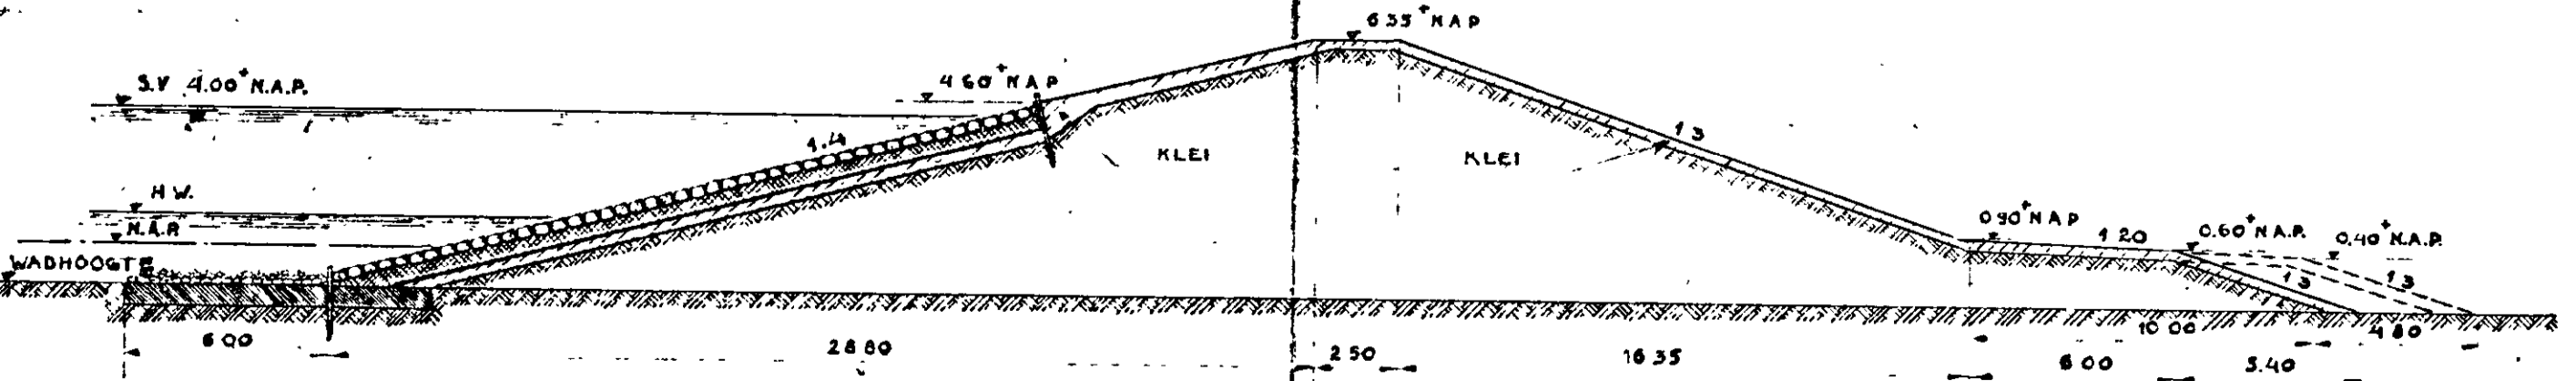 6 35⁺ N A P
S.V 4.00⁺ N.A.P.
4 60⁺ N A P
1.4
1 3
KLEI
KLEI
H W.
N.A.P
WADHOOGTE
0 90⁺ N A P
1 20
0.60⁺ N A.P.
0.40⁺ N.A.P.
1 3
1 3
6 00
28 80
2 50
16 35
10 00
4 80
6 00
5.40